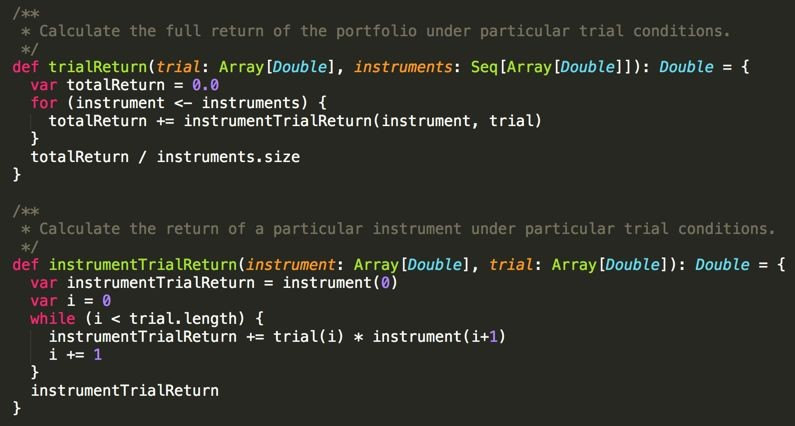 /**
 * Calculate the full return of the portfolio under particular trial conditions.
 */
def trialReturn(trial: Array[Double], instruments: Seq[Array[Double]]): Double = {
  var totalReturn = 0.0
  for (instrument <- instruments) {
    totalReturn += instrumentTrialReturn(instrument, trial)
  }
  totalReturn / instruments.size
}

/**
 * Calculate the return of a particular instrument under particular trial conditions.
 */
def instrumentTrialReturn(instrument: Array[Double], trial: Array[Double]): Double = {
  var instrumentTrialReturn = instrument(0)
  var i = 0
  while (i < trial.length) {
    instrumentTrialReturn += trial(i) * instrument(i+1)
    i += 1
  }
  instrumentTrialReturn
}